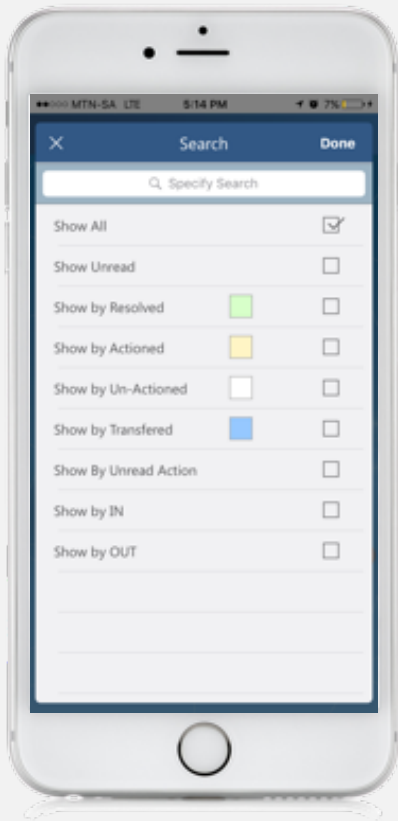 MTN-SA LTE 5:14 PM 7%
Search Done
Specify Search
Show All
Show Unread
Show by Resolved
Show by Actioned
Show by Un-Actioned
Show by Transfered
Show By Unread Action
Show by IN
Show by OUT